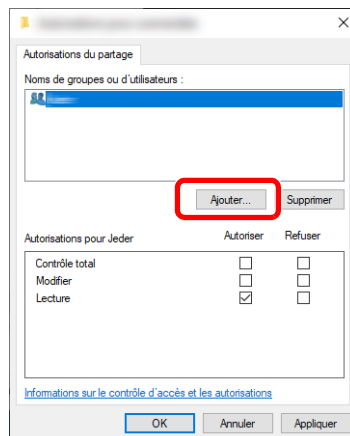 Autorisations du partage
Noms de groupes ou d'utilisateurs :
Ajouter...
Supprimer
Autorisations pour Jeder
Autoriser
Refuser
Contrôle total
Modifier
Lecture
Informations sur le contrôle d'accès et les autorisations
OK
Annuler
Appliquer